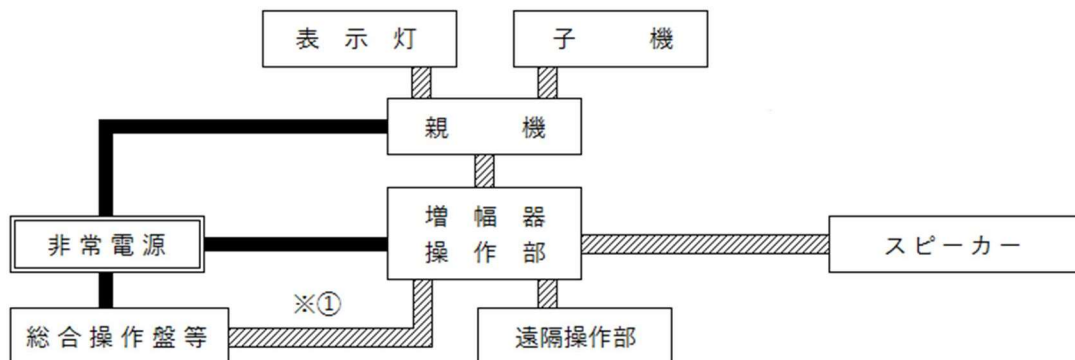 表示灯
子機
親機
増幅器
操作部
非常電源
スピーカー
※①
総合操作盤等
遠隔操作部